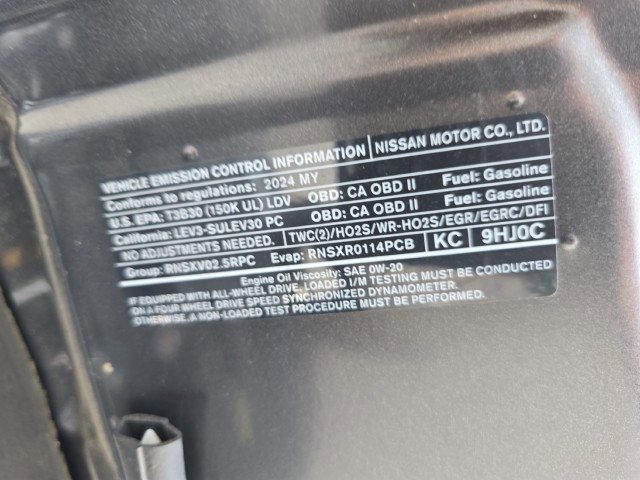 VEHICLE EMISSION CONTROL INFORMATION NISSAN MOTOR CO., LTD.
Conforms to regulations: 2024 MY
U.S. EPA: T3B30 (150K UL) LDV OBD: CA OBD II Fuel: Gasoline
California: LEV3-SULEV30 PC OBD: CA OBD II Fuel: Gasoline
NO ADJUSTMENTS NEEDED. TWC(2)/HO2S/WR-HO2S/EGR/EGRC/DFI
Group: RNSXV02.5RPC Evap: RNSXR0114PCB KC 9HJ0C
Engine Oil Viscosity: SAE 0W-20
IF EQUIPPED WITH ALL-WHEEL DRIVE, LOADED I/M TESTING MUST BE CONDUCTED
ON A FOUR WHEEL DRIVE SPEED SYNCHRONIZED DYNAMOMETER.
OTHERWISE, A NON-LOADED TEST PROCEDURE MUST BE PERFORMED.